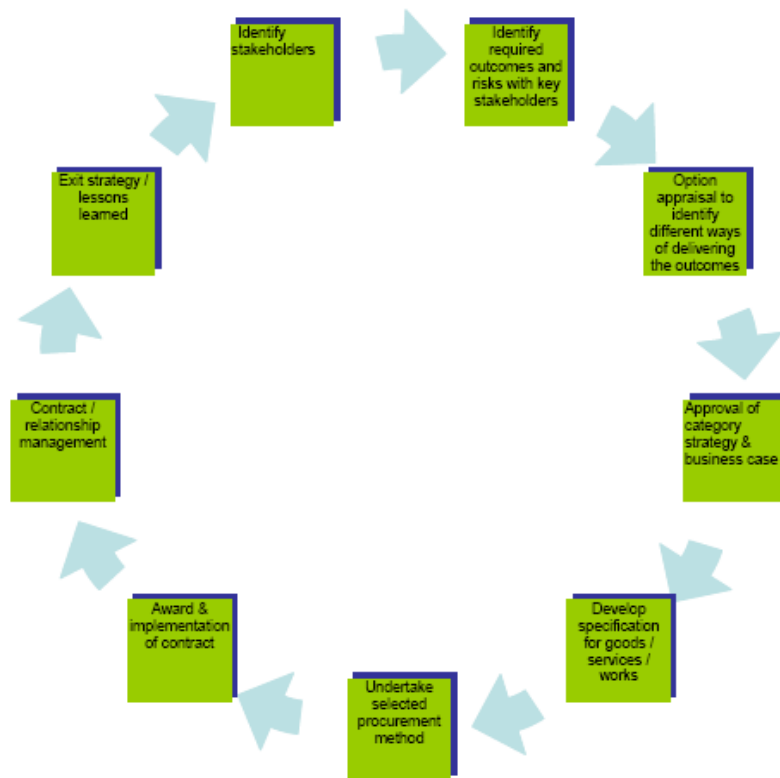 Identify
stakeholders
Identify
required
outcomes and
risks with key
stakeholders
Option
appraisal to
identify
different ways
of delivering
the outcomes
Approval of
category
strategy &
business case
Develop
specification
for goods /
services /
works
Undertake
selected
procurement
method
Award &
implementation
of contract
Contract /
relationship
management
Exit strategy /
lessons
learned